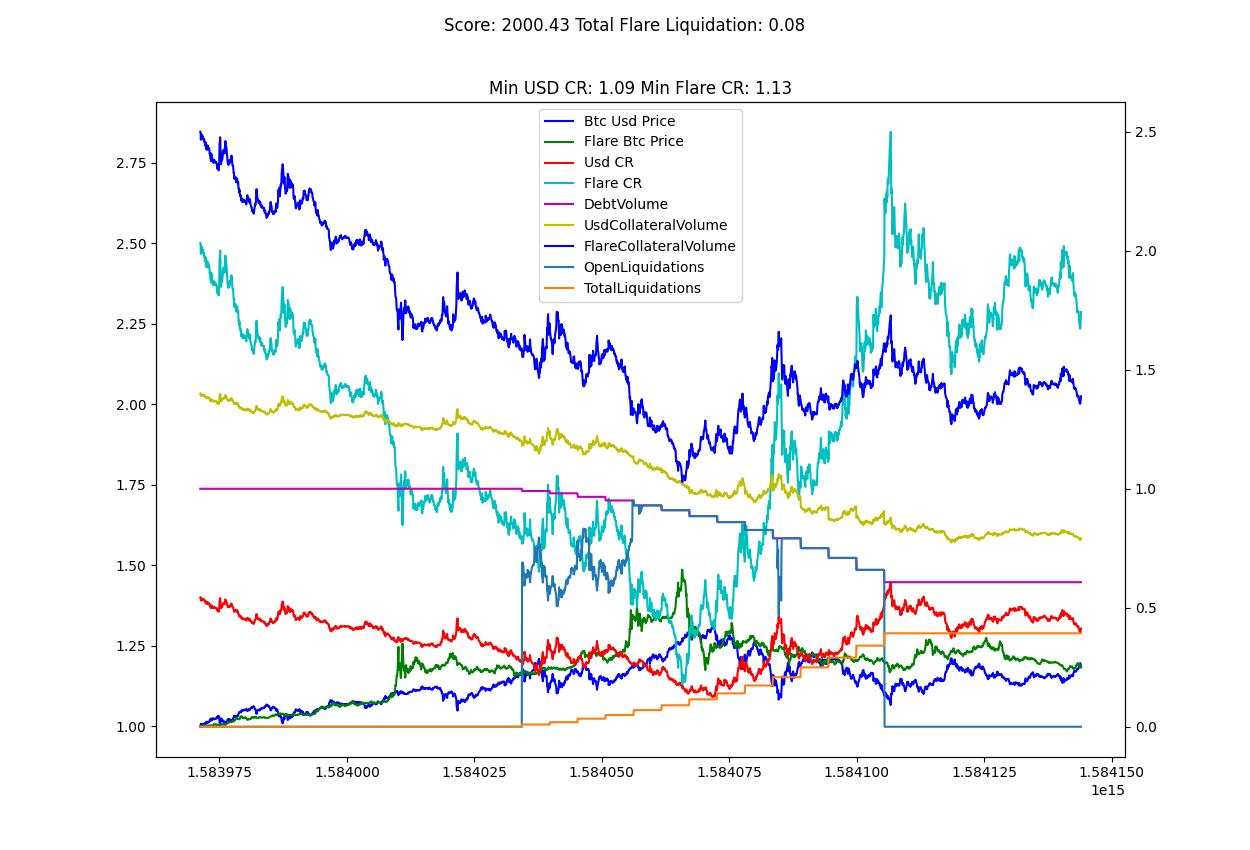 Score: 2000.43 Total Flare Liquidation: 0.08
Min USD CR: 1.09 Min Flare CR: 1.13
Btc Usd Price
Flare Btc Price
Usd CR
Flare CR
DebtVolume
UsdCollateralVolume
FlareCollateralVolume
OpenLiquidations
TotalLiquidations
2.75
2.50
2.25
2.00
1.75
1.50
1.25
1.00
2.5
2.0
1.5
1.0
0.5
0.0
1.583975
1.584000
1.584025
1.584050
1.584075
1.584100
1.584125
1.584150
1e15